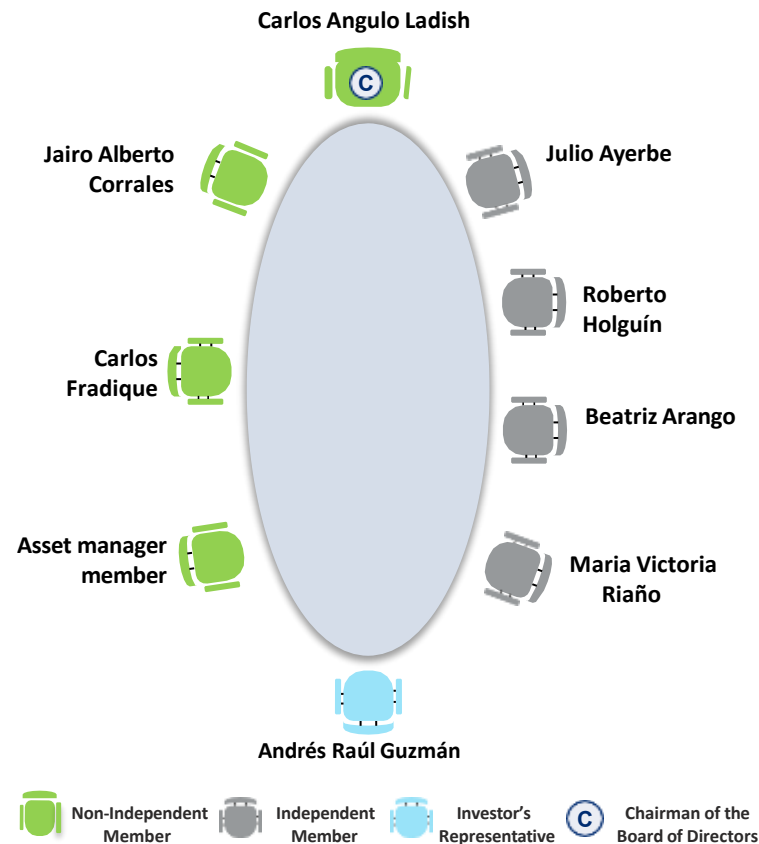 Carlos Angulo Ladish
C
Jairo Alberto
Corrales
Julio Ayerbe
Roberto
Holguín
Carlos
Fradique
Beatriz Arango
Asset manager
member
Maria Victoria
Riaño
Andrés Raúl Guzmán
Non-Independent
Member
Independent
Member
Investor's
Representative
C
Chairman of the
Board of Directors